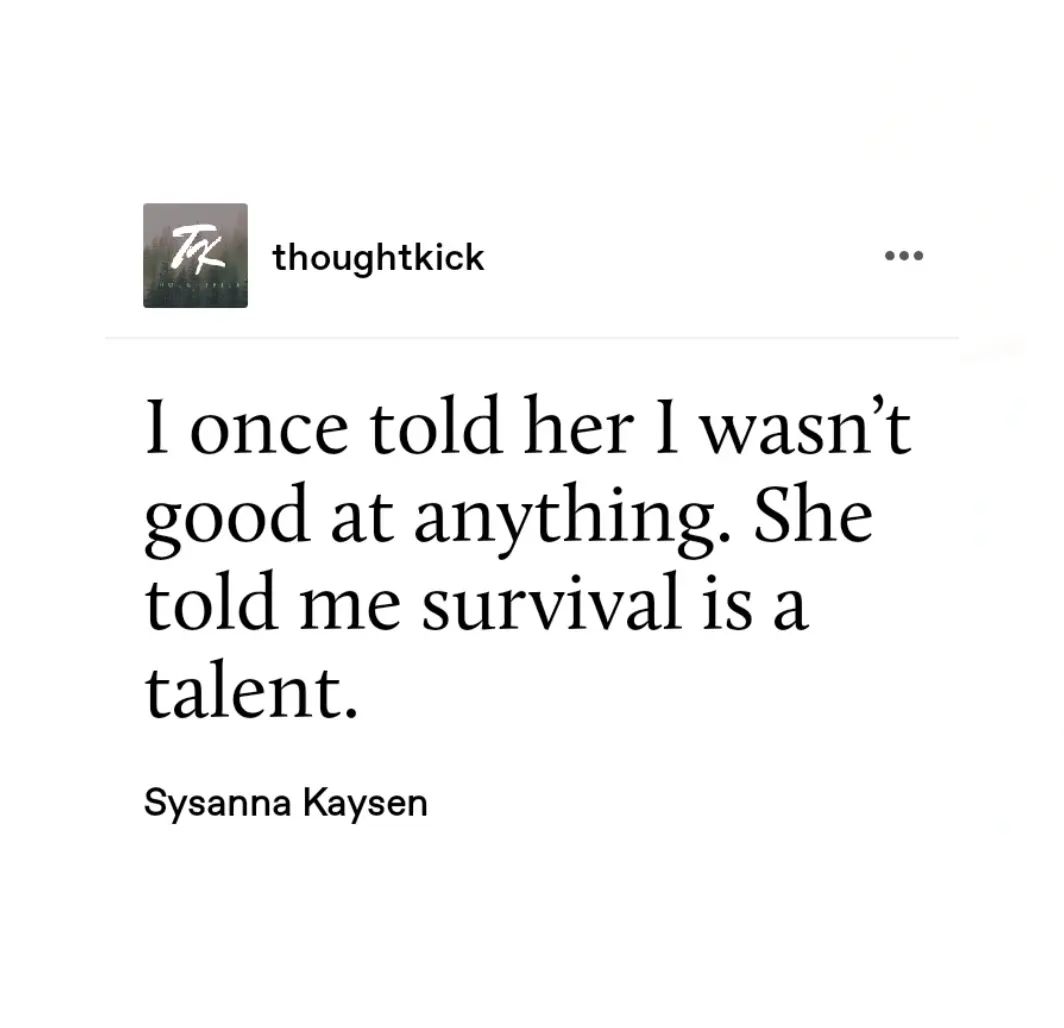 TK
thoughtkick
I once told her I wasn’t
good at anything. She
told me survival is a
talent.
Sysanna Kaysen